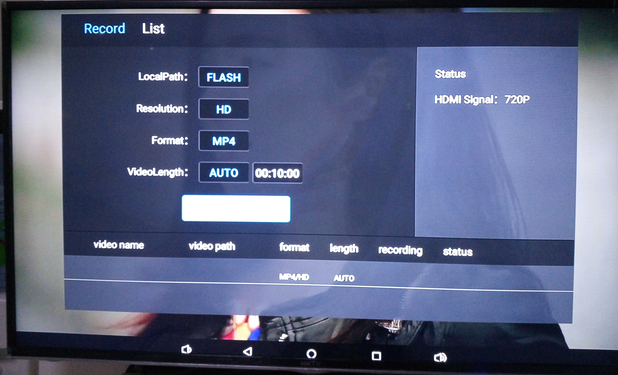 Record List
LocalPath: FLASH
Resolution: HD
Format: MP4
VideoLength: AUTO 00:10:00
Status
HDMI Signal: 720P
video name video path format length recording status
MP4/HD AUTO